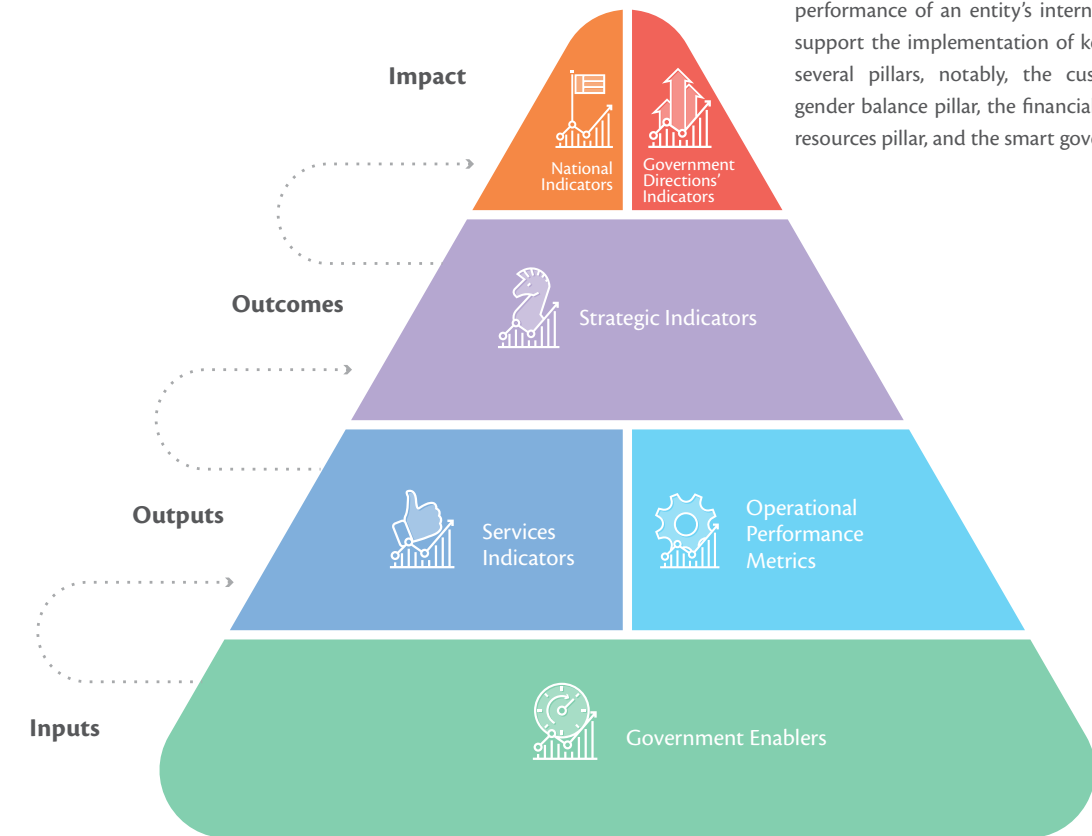 performance of an entity's intern
support the implementation of k
several pillars, notably, the cus
gender balance pillar, the financia
resources pillar, and the smart gov
Impact
National
Indicators
Government
Directions'
Indicators
Outcomes
Strategic Indicators
Outputs
Services
Indicators
Operational
Performance
Metrics
Inputs
Government Enablers